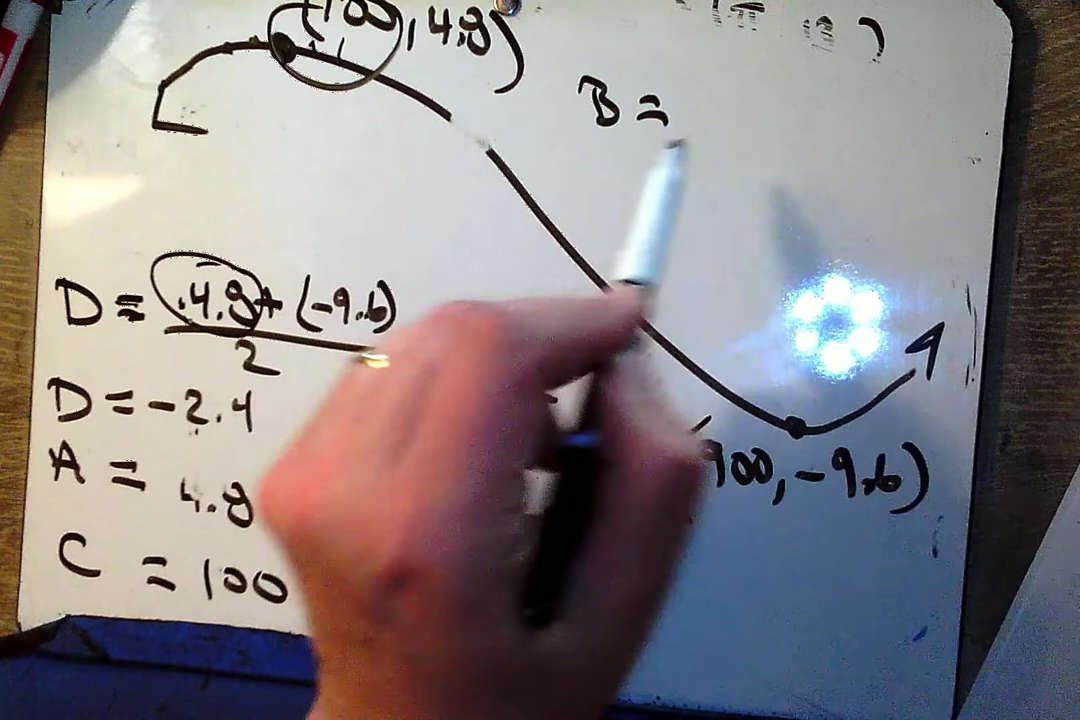 (100, 4.8)
B =
D = 4.8 + (-9.6)
2
D = -2.4
A = 4.8
C = 100
900, -9.6)